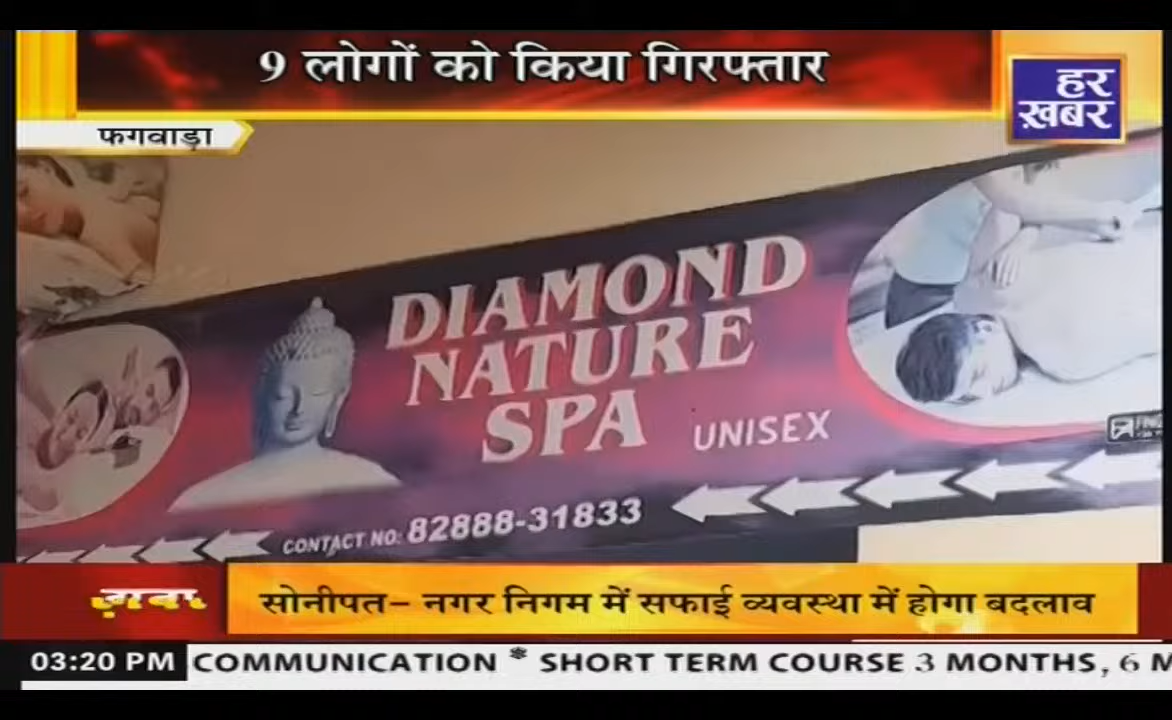 9 लोगों को किया गिरफ्तार
हर
ख़बर
फगवाड़ा
DIAMOND
NATURE
SPA
UNISEX
CONTACT NO: 82888-31833
सोनीपत- नगर निगम में सफाई व्यवस्था में होगा बदलाव
03:20 PM
COMMUNICATION * SHORT TERM COURSE 3 MONTHS, 6 M